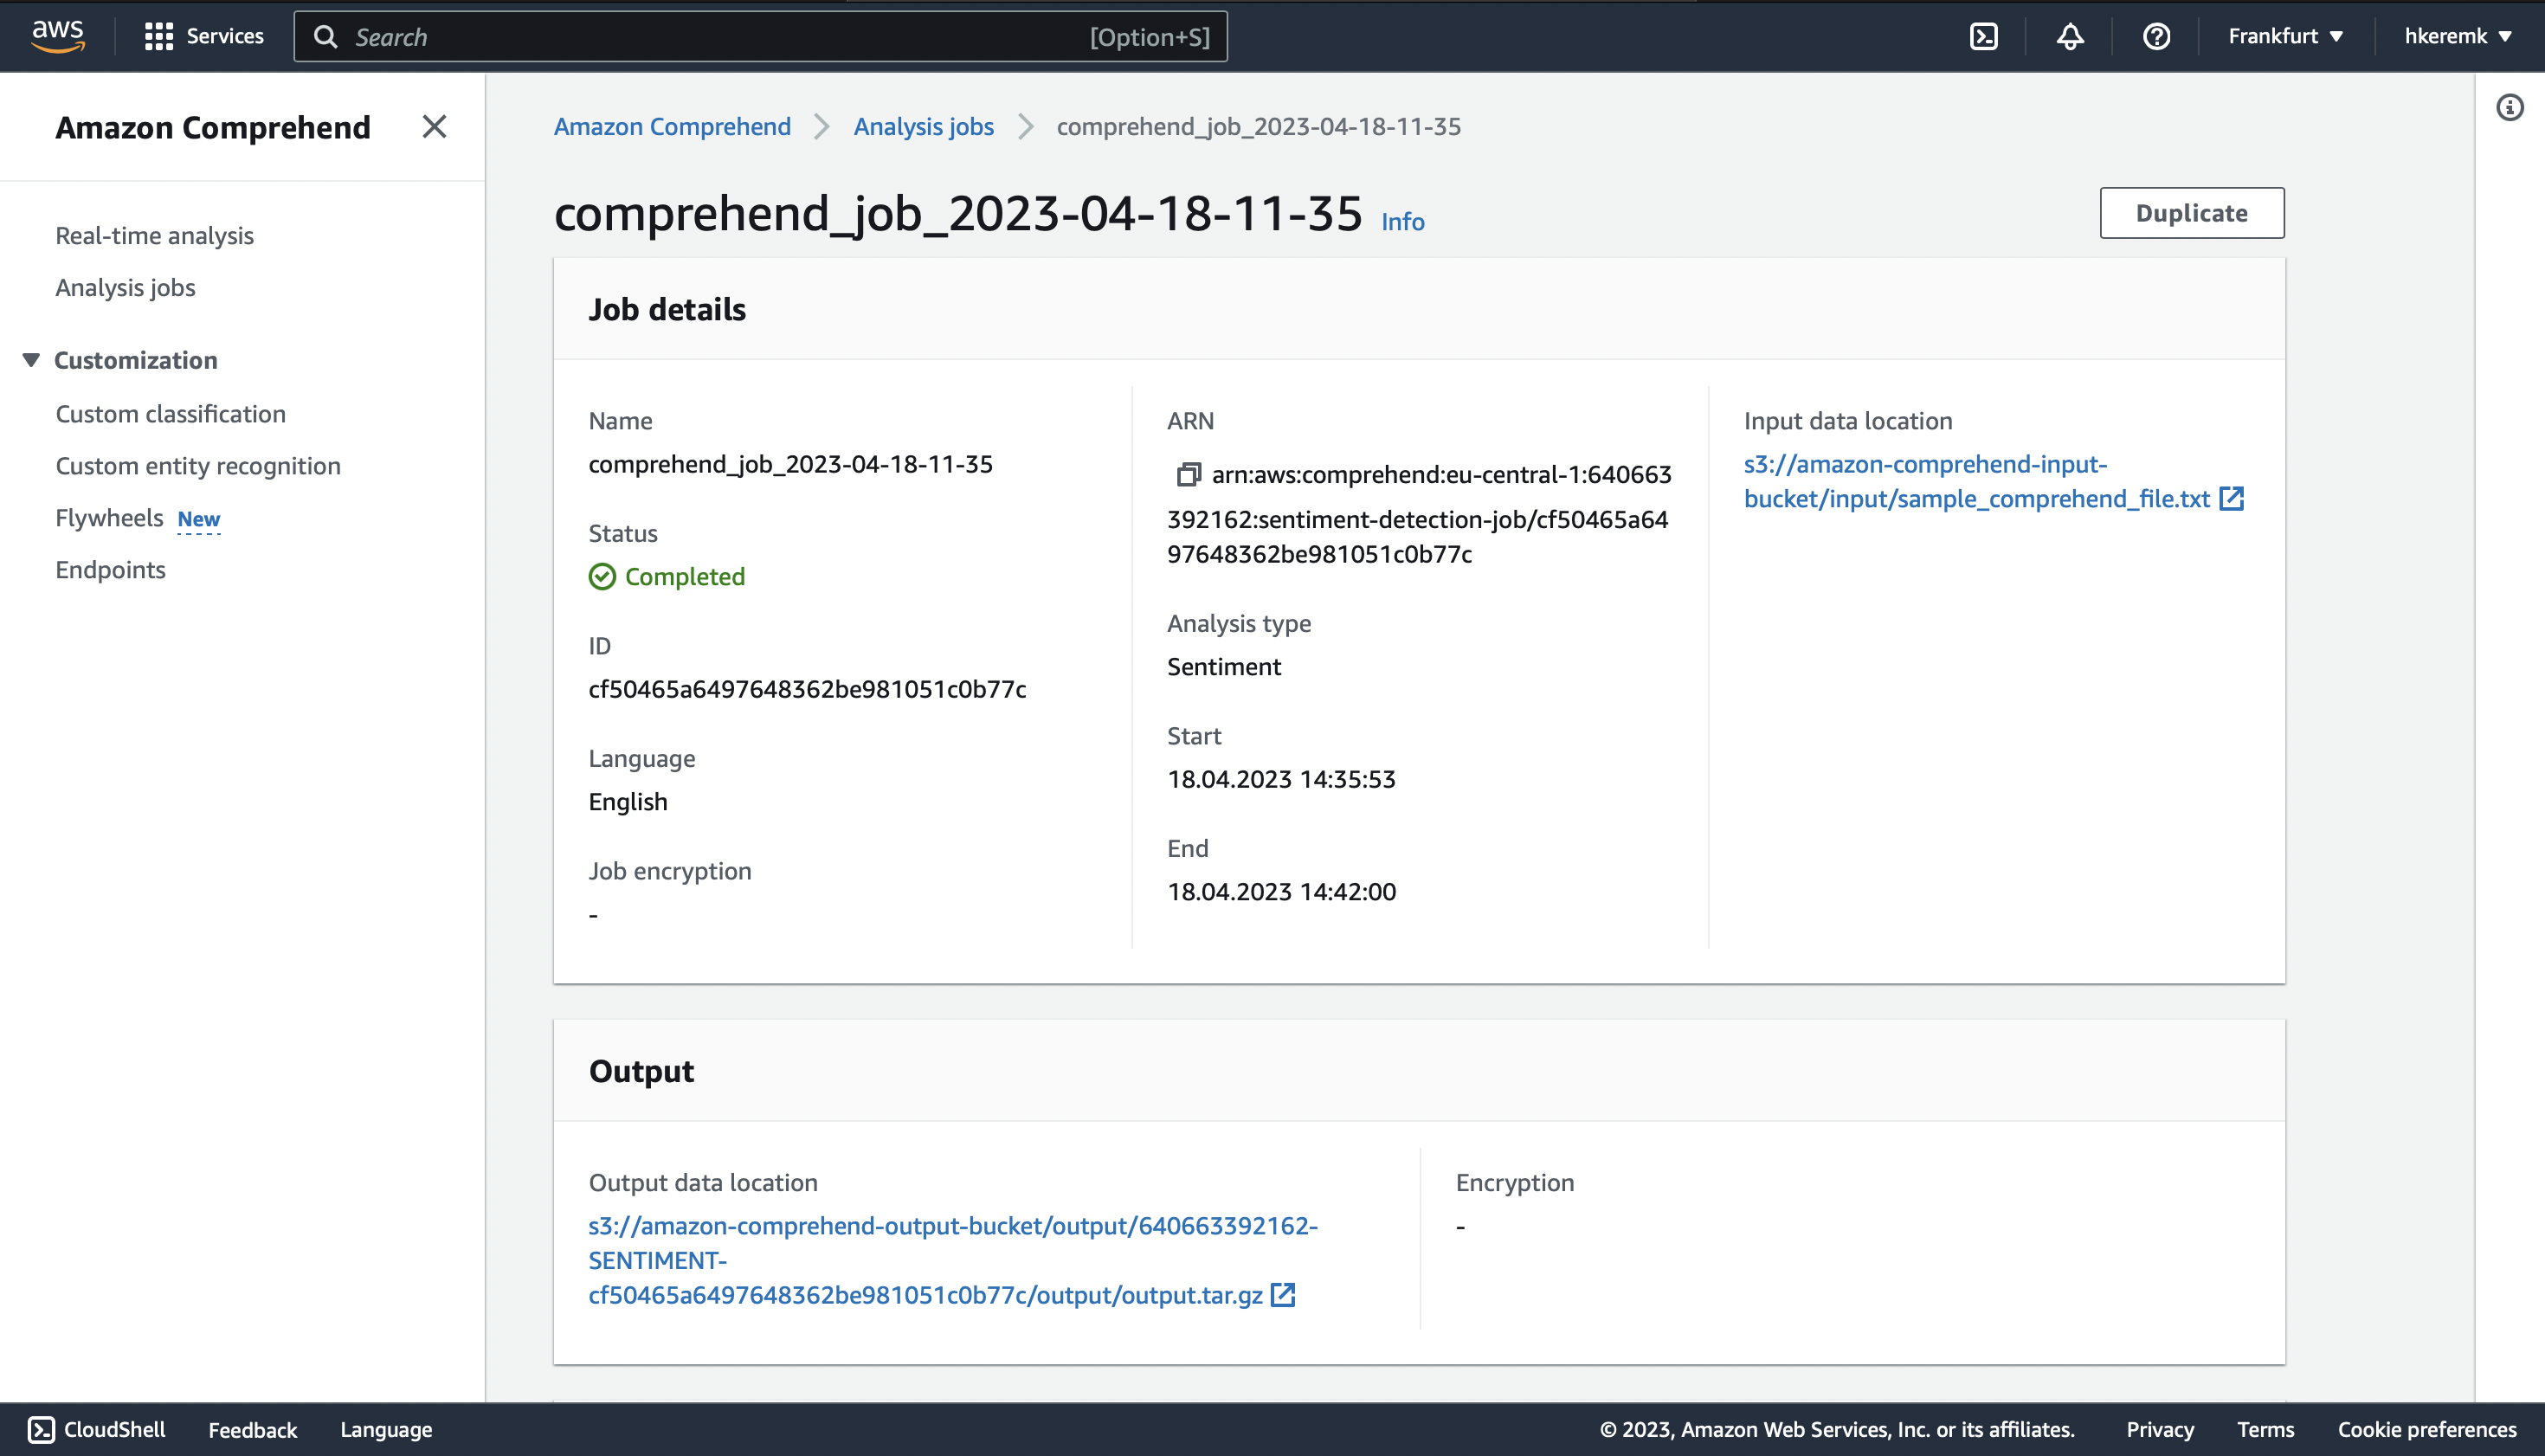 aws
Services
Search
[Option+S]
Frankfurt
hkeremk
Amazon Comprehend
Real-time analysis
Analysis jobs
Customization
Custom classification
Custom entity recognition
Flywheels New
Endpoints
Amazon Comprehend
Analysis jobs
comprehend_job_2023-04-18-11-35
comprehend_job_2023-04-18-11-35 Info
Duplicate
Job details
Name
comprehend_job_2023-04-18-11-35
Status
Completed
ID
cf50465a6497648362be981051c0b77c
Language
English
Job encryption
-
ARN
arn:aws:comprehend:eu-central-1:640663
392162:sentiment-detection-job/cf50465a64
97648362be981051c0b77c
Analysis type
Sentiment
Start
18.04.2023 14:35:53
End
18.04.2023 14:42:00
Input data location
s3://amazon-comprehend-input-
bucket/input/sample_comprehend_file.txt
Output
Output data location
s3://amazon-comprehend-output-bucket/output/640663392162-
SENTIMENT-
cf50465a6497648362be981051c0b77c/output/output.tar.gz
Encryption
-
CloudShell
Feedback
Language
© 2023, Amazon Web Services, Inc. or its affiliates.
Privacy
Terms
Cookie preferences